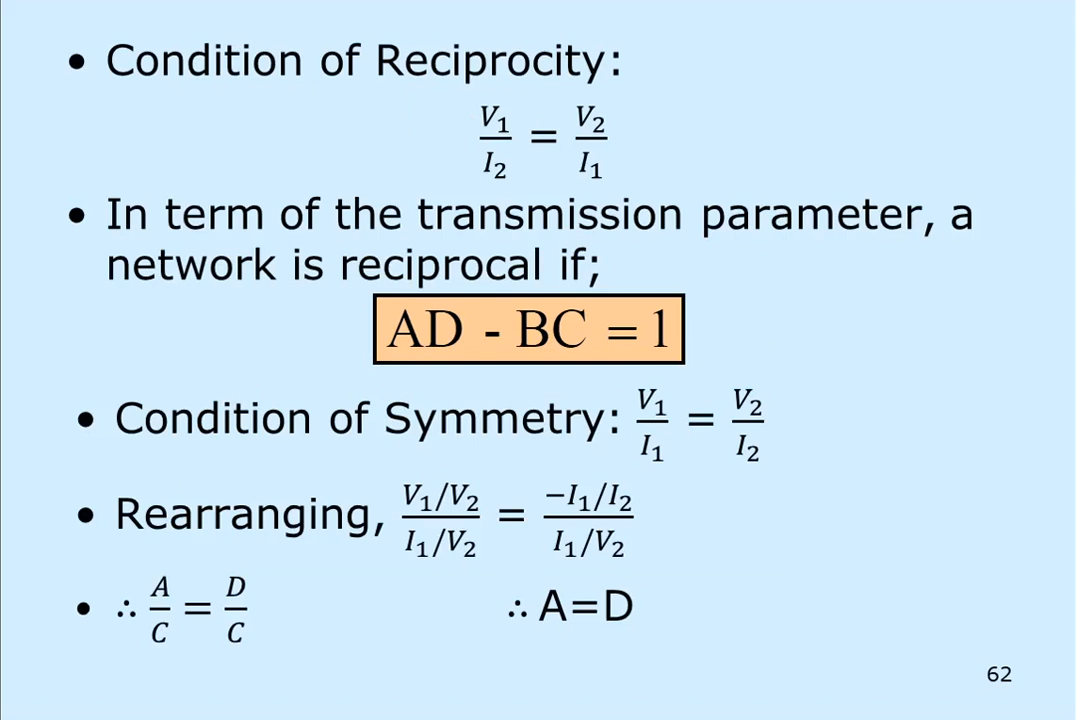 • Condition of Reciprocity:
V₁/I₂ = V₂/I₁
• In term of the transmission parameter, a
network is reciprocal if;
AD - BC = 1
• Condition of Symmetry: V₁/I₁ = V₂/I₂
• Rearranging, (V₁/V₂)/(I₁/V₂) = (−I₁/I₂)/(I₁/V₂)
• ∴ A/C = D/C ∴ A=D
62